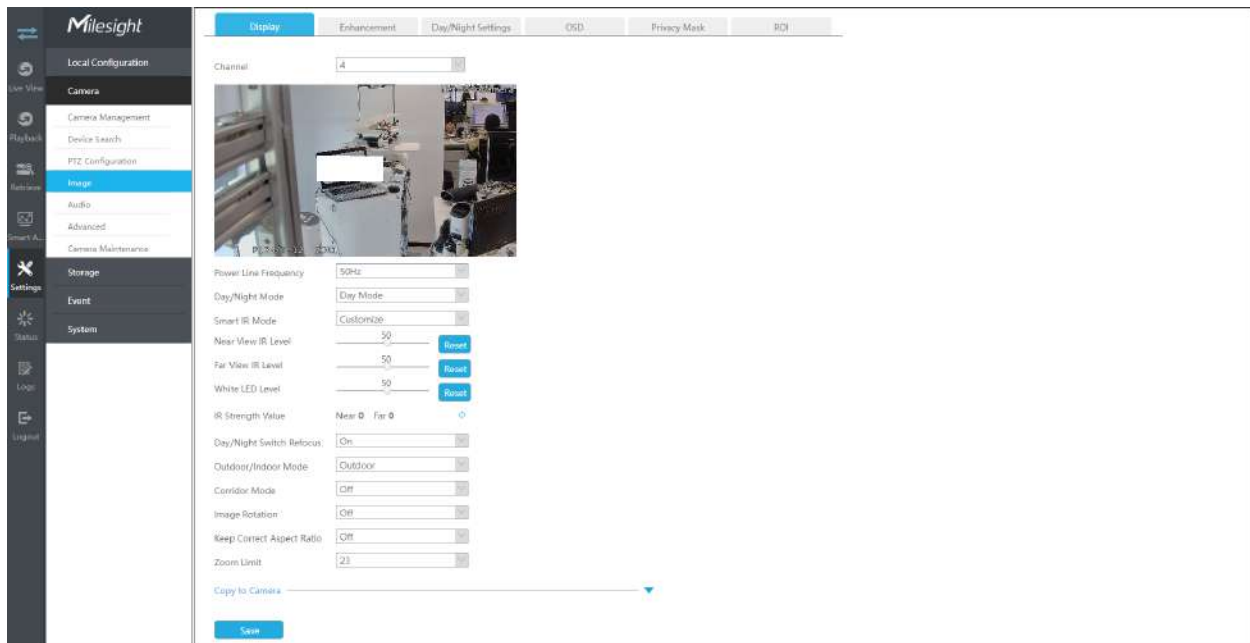 Milesight
Display Enhancement Day/Night Settings OSD Privacy Mask ROI
Live View
Playback
Retrieve
Smart A...
Settings
Status
Logs
Logout
Local Configuration
Camera
Camera Management
Device Search
PTZ Configuration
Image
Audio
Advanced
Camera Maintenance
Storage
Event
System
Channel 4
Power Line Frequency 50Hz
Day/Night Mode Day Mode
Smart IR Mode Customize
Near View IR Level 50 Reset
Far View IR Level 50 Reset
White LED Level 50 Reset
IR Strength Value Near 0 Far 0
Day/Night Switch Refocus: On
Outdoor/Indoor Mode Outdoor
Corridor Mode Off
Image Rotation Off
Keep Correct Aspect Ratio Off
Zoom Limit 23
Copy to Camera
Save